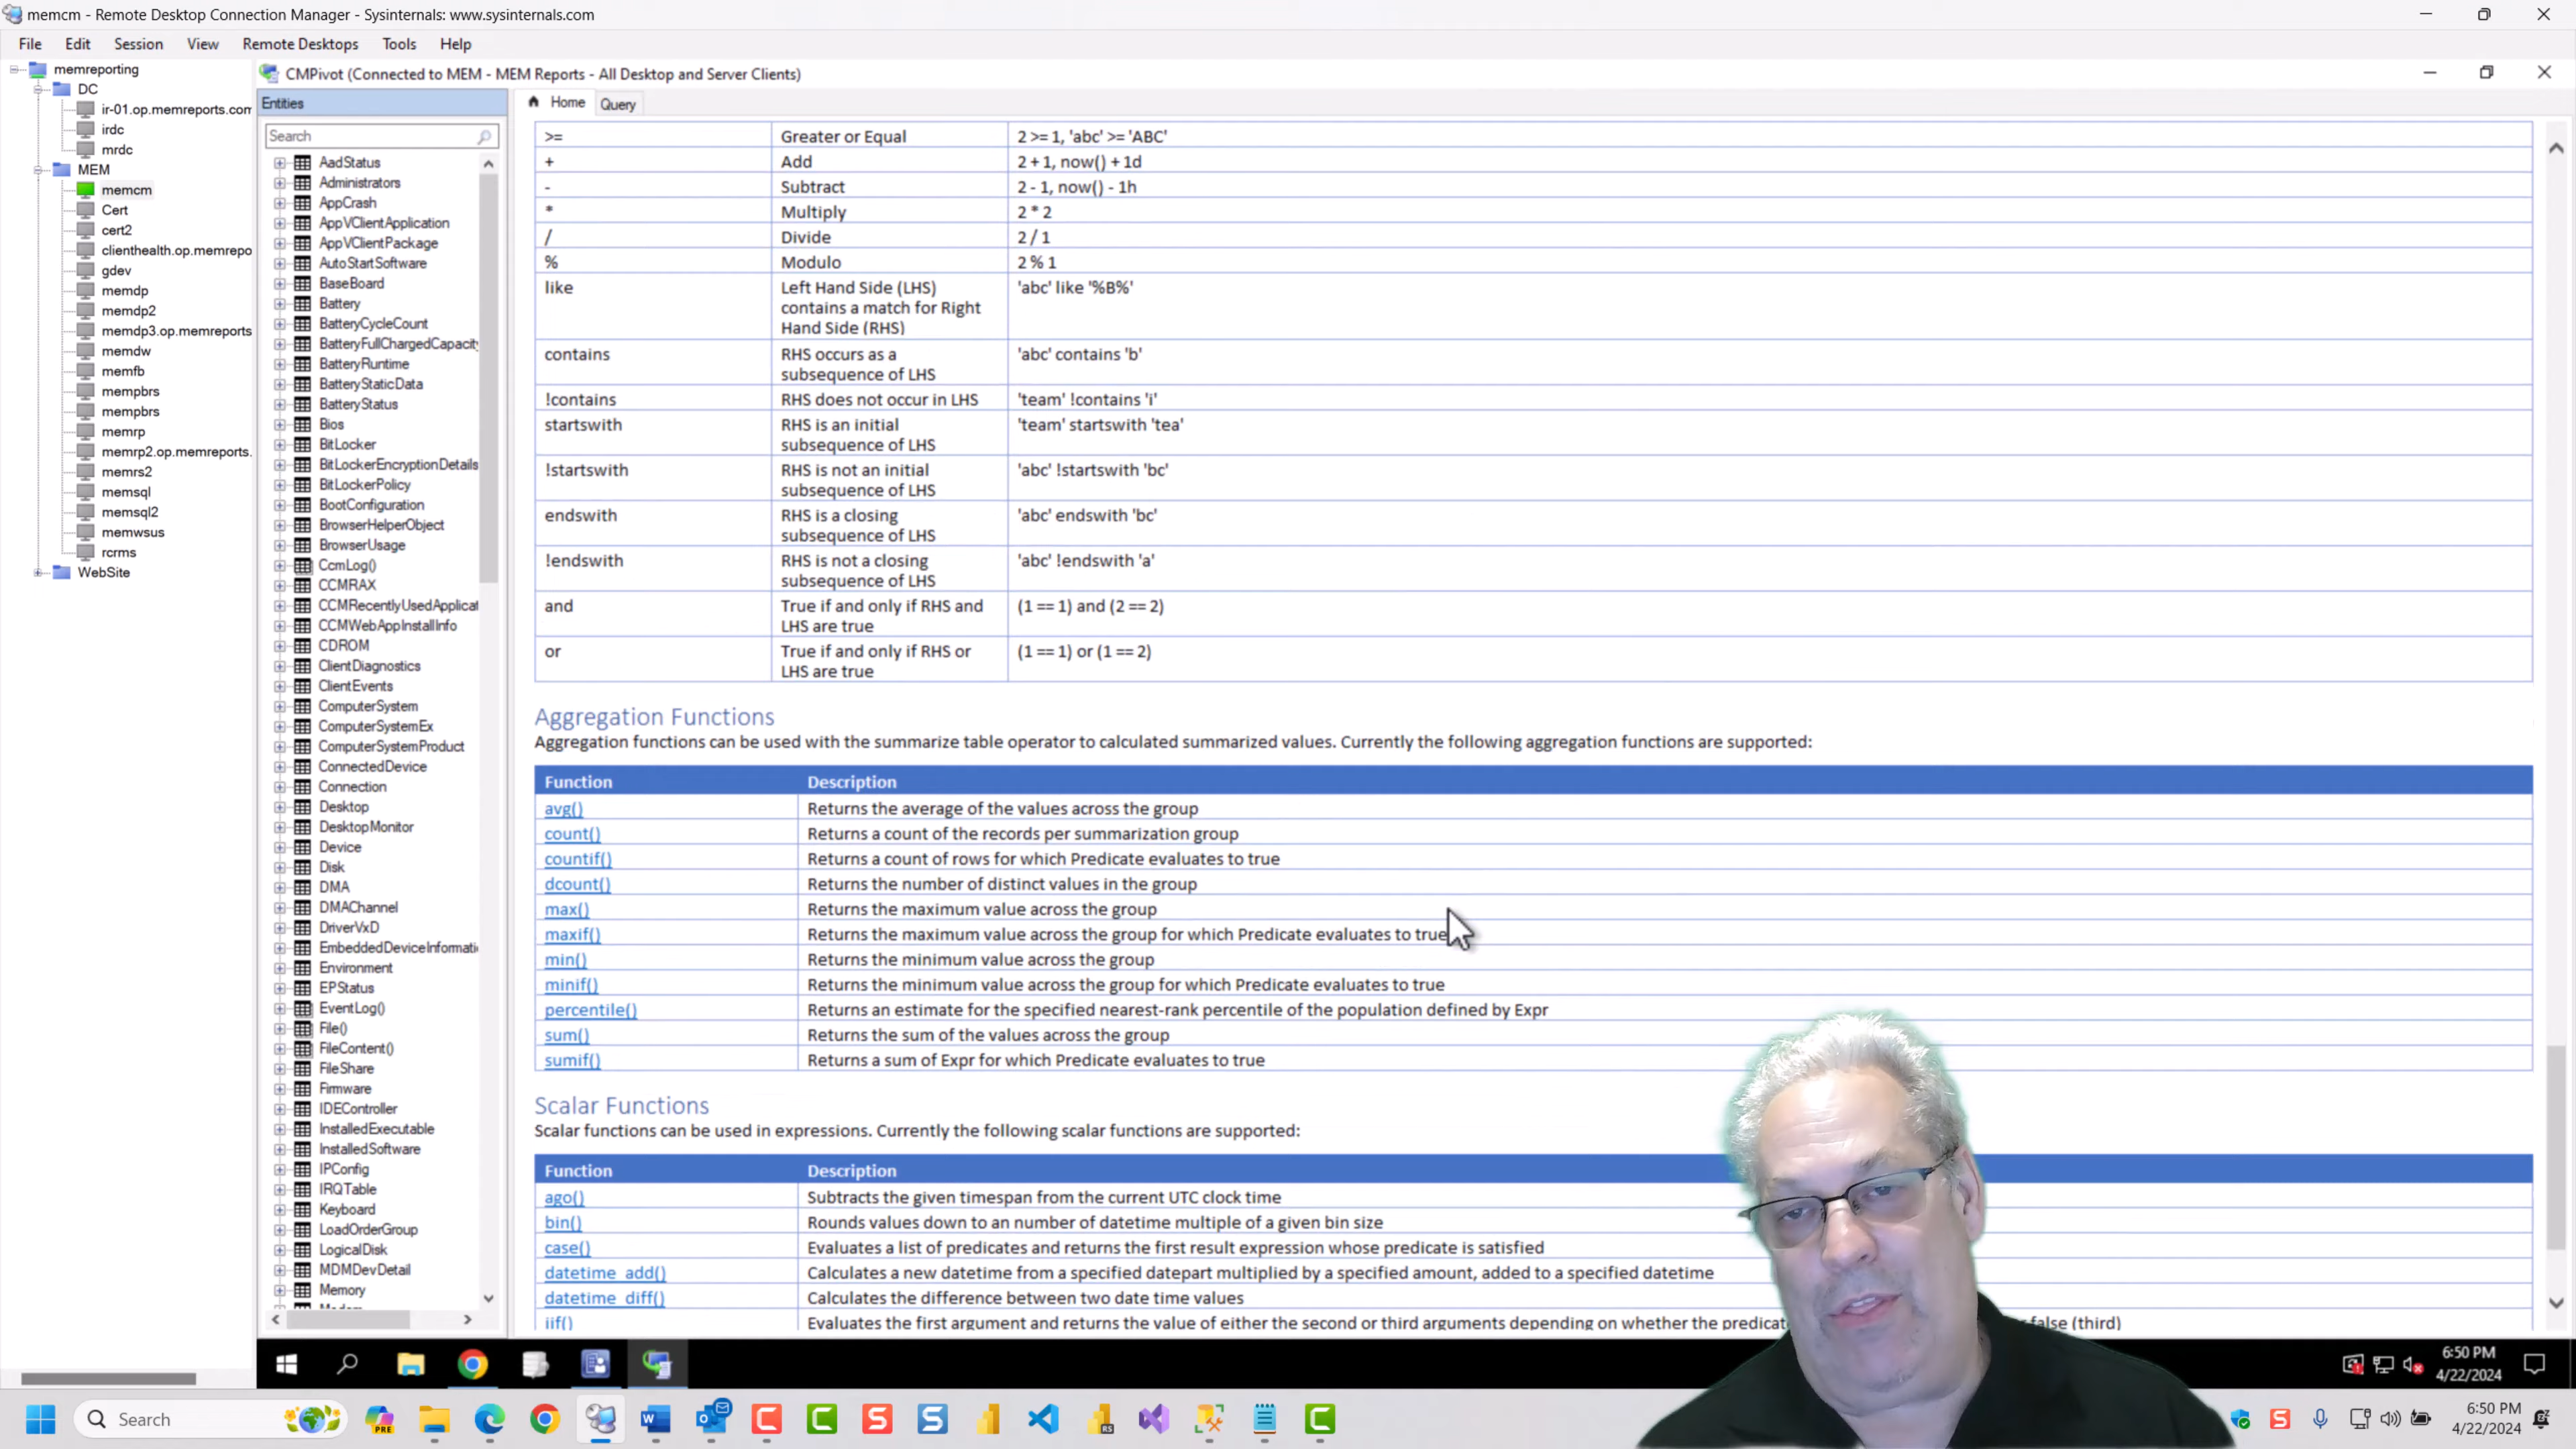 memcm - Remote Desktop Connection Manager - Sysinternals: www.sysinternals.com
File Edit Session View Remote Desktops Tools Help
memreporting
DC
ir-01.op.memreports.com
irdc
mrdc
MEM
memcm
Cert
cert2
clienthealth.op.memrepo
gdev
memdp
memdp2
memdp3.op.memreports
memdw
memfb
mempbrs
mempbrs
memrp
memrp2.op.memreports.
memrs2
memsql
memsql2
memwsus
rcrms
WebSite
CMPivot (Connected to MEM - MEM Reports - All Desktop and Server Clients)
Entities
Search
AadStatus
Administrators
AppCrash
AppVClientApplication
AppVClientPackage
AutoStartSoftware
BaseBoard
Battery
BatteryCycleCount
BatteryFullChargedCapacity
BatteryRuntime
BatteryStaticData
BatteryStatus
Bios
BitLocker
BitLockerEncryptionDetails
BitLockerPolicy
BootConfiguration
BrowserHelperObject
BrowserUsage
CcmLog()
CCMRAX
CCMRecentlyUsedApplicat
CCMWebAppInstallInfo
CDROM
ClientDiagnostics
ClientEvents
ComputerSystem
ComputerSystemEx
ComputerSystemProduct
ConnectedDevice
Connection
Desktop
DesktopMonitor
Device
Disk
DMA
DMAChannel
DriverVxD
EmbeddedDeviceInformati
Environment
EPStatus
EventLog()
File()
FileContent()
FileShare
Firmware
IDEController
InstalledExecutable
InstalledSoftware
IPConfig
IRQTable
Keyboard
LoadOrderGroup
LogicalDisk
MDMDevDetail
Memory
Home Query
>= Greater or Equal 2 >= 1, 'abc' >= 'ABC'
+ Add 2 + 1, now() + 1d
- Subtract 2 - 1, now() - 1h
* Multiply 2 * 2
/ Divide 2 / 1
% Modulo 2 % 1
like Left Hand Side (LHS) 'abc' like '%B%'
contains a match for Right
Hand Side (RHS)
contains RHS occurs as a 'abc' contains 'b'
subsequence of LHS
!contains RHS does not occur in LHS 'team' !contains 'i'
startswith RHS is an initial 'team' startswith 'tea'
subsequence of LHS
!startswith RHS is not an initial 'abc' !startswith 'bc'
subsequence of LHS
endswith RHS is a closing 'abc' endswith 'bc'
subsequence of LHS
!endswith RHS is not a closing 'abc' !endswith 'a'
subsequence of LHS
and True if and only if RHS and (1 == 1) and (2 == 2)
LHS are true
or True if and only if RHS or (1 == 1) or (1 == 2)
LHS are true
Aggregation Functions
Aggregation functions can be used with the summarize table operator to calculated summarized values. Currently the following aggregation functions are supported:
Function Description
avg() Returns the average of the values across the group
count() Returns a count of the records per summarization group
countif() Returns a count of rows for which Predicate evaluates to true
dcount() Returns the number of distinct values in the group
max() Returns the maximum value across the group
maxif() Returns the maximum value across the group for which Predicate evaluates to true
min() Returns the minimum value across the group
minif() Returns the minimum value across the group for which Predicate evaluates to true
percentile() Returns an estimate for the specified nearest-rank percentile of the population defined by Expr
sum() Returns the sum of the values across the group
sumif() Returns a sum of Expr for which Predicate evaluates to true
Scalar Functions
Scalar functions can be used in expressions. Currently the following scalar functions are supported:
Function Description
ago() Subtracts the given timespan from the current UTC clock time
bin() Rounds values down to an number of datetime multiple of a given bin size
case() Evaluates a list of predicates and returns the first result expression whose predicate is satisfied
datetime_add() Calculates a new datetime from a specified datepart multiplied by a specified amount, added to a specified datetime
datetime_diff() Calculates the difference between two date time values
iif() Evaluates the first argument and returns the value of either the second or third arguments depending on whether the predicat false (third)
6:50 PM
4/22/2024
Search
PRE
6:50 PM
4/22/2024